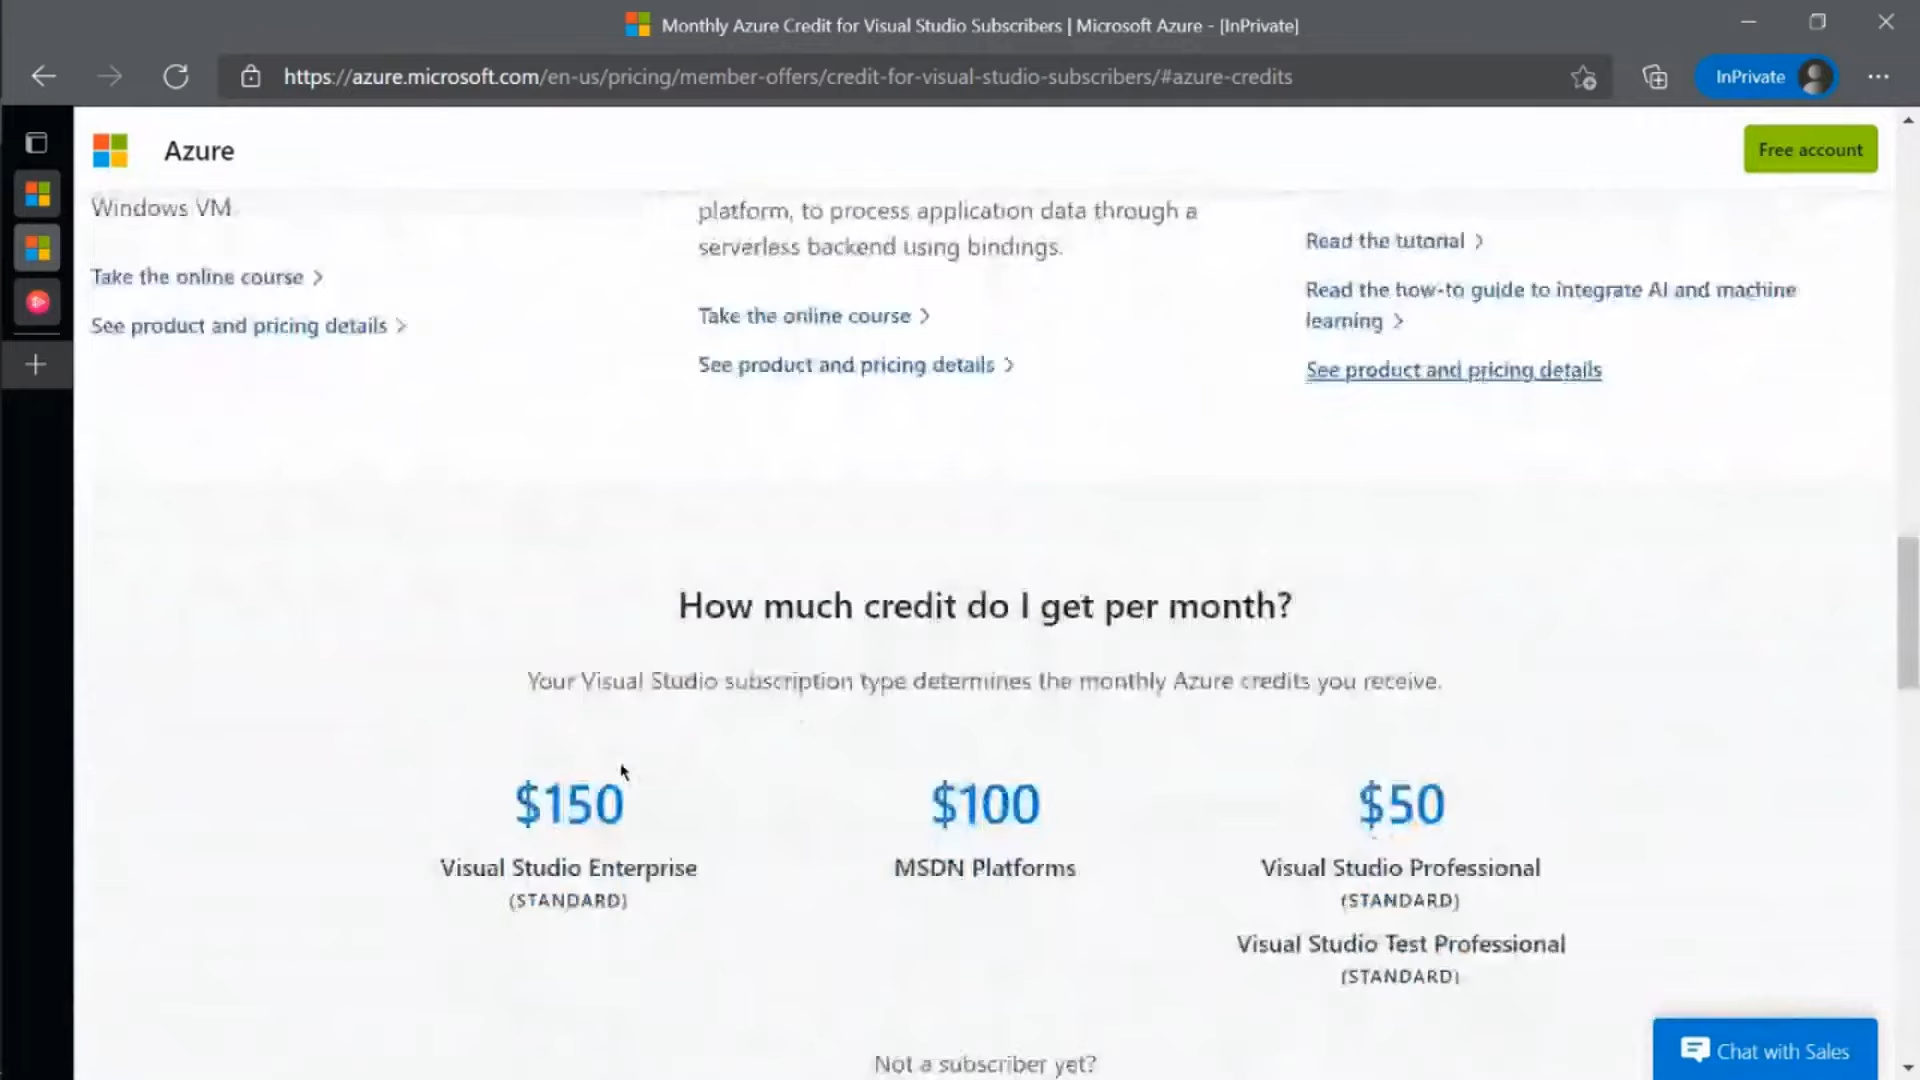 Monthly Azure Credit for Visual Studio Subscribers | Microsoft Azure - [InPrivate]
https://azure.microsoft.com/en-us/pricing/member-offers/credit-for-visual-studio-subscribers/#azure-credits
InPrivate
Azure
Free account
Windows VM.
Take the online course
See product and pricing details
platform, to process application data through a
serverless backend using bindings.
Take the online course
See product and pricing details
Read the tutorial
Read the how-to guide to integrate AI and machine
learning
See product and pricing details
How much credit do I get per month?
Your Visual Studio subscription type determines the monthly Azure credits you receive.
$150
Visual Studio Enterprise
(STANDARD)
$100
MSDN Platforms
$50
Visual Studio Professional
(STANDARD)
Visual Studio Test Professional
(STANDARD)
Not a subscriber yet?
Chat with Sales